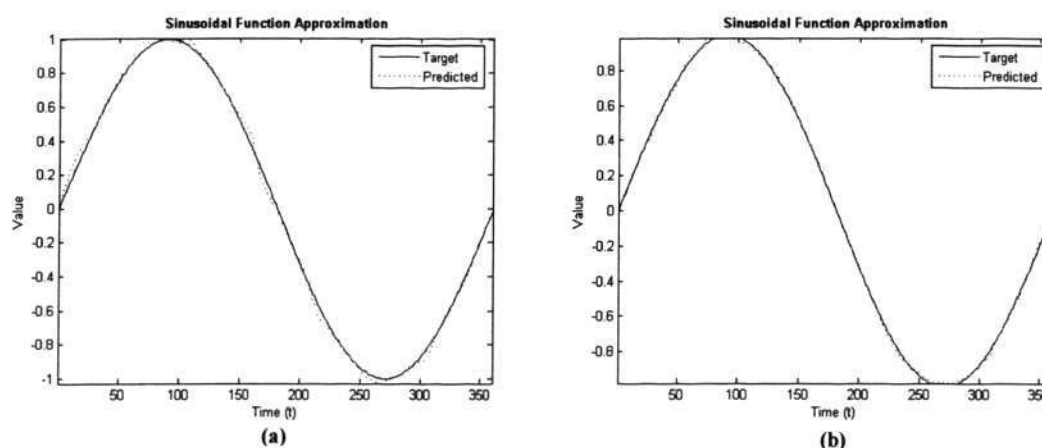 Sinusoidal Function Approximation
1
0.8
0.6
0.4
0.2
0
-0.2
-0.4
-0.6
-0.8
-1
Value
Target
Predicted
50
100
150
200
250
300
350
Time (t)
(a)
Sinusoidal Function Approximation
0.8
0.6
0.4
0.2
0
-0.2
-0.4
-0.6
-0.8
Value
Target
Predicted
50
100
150
200
250
300
Time (t)
(b)